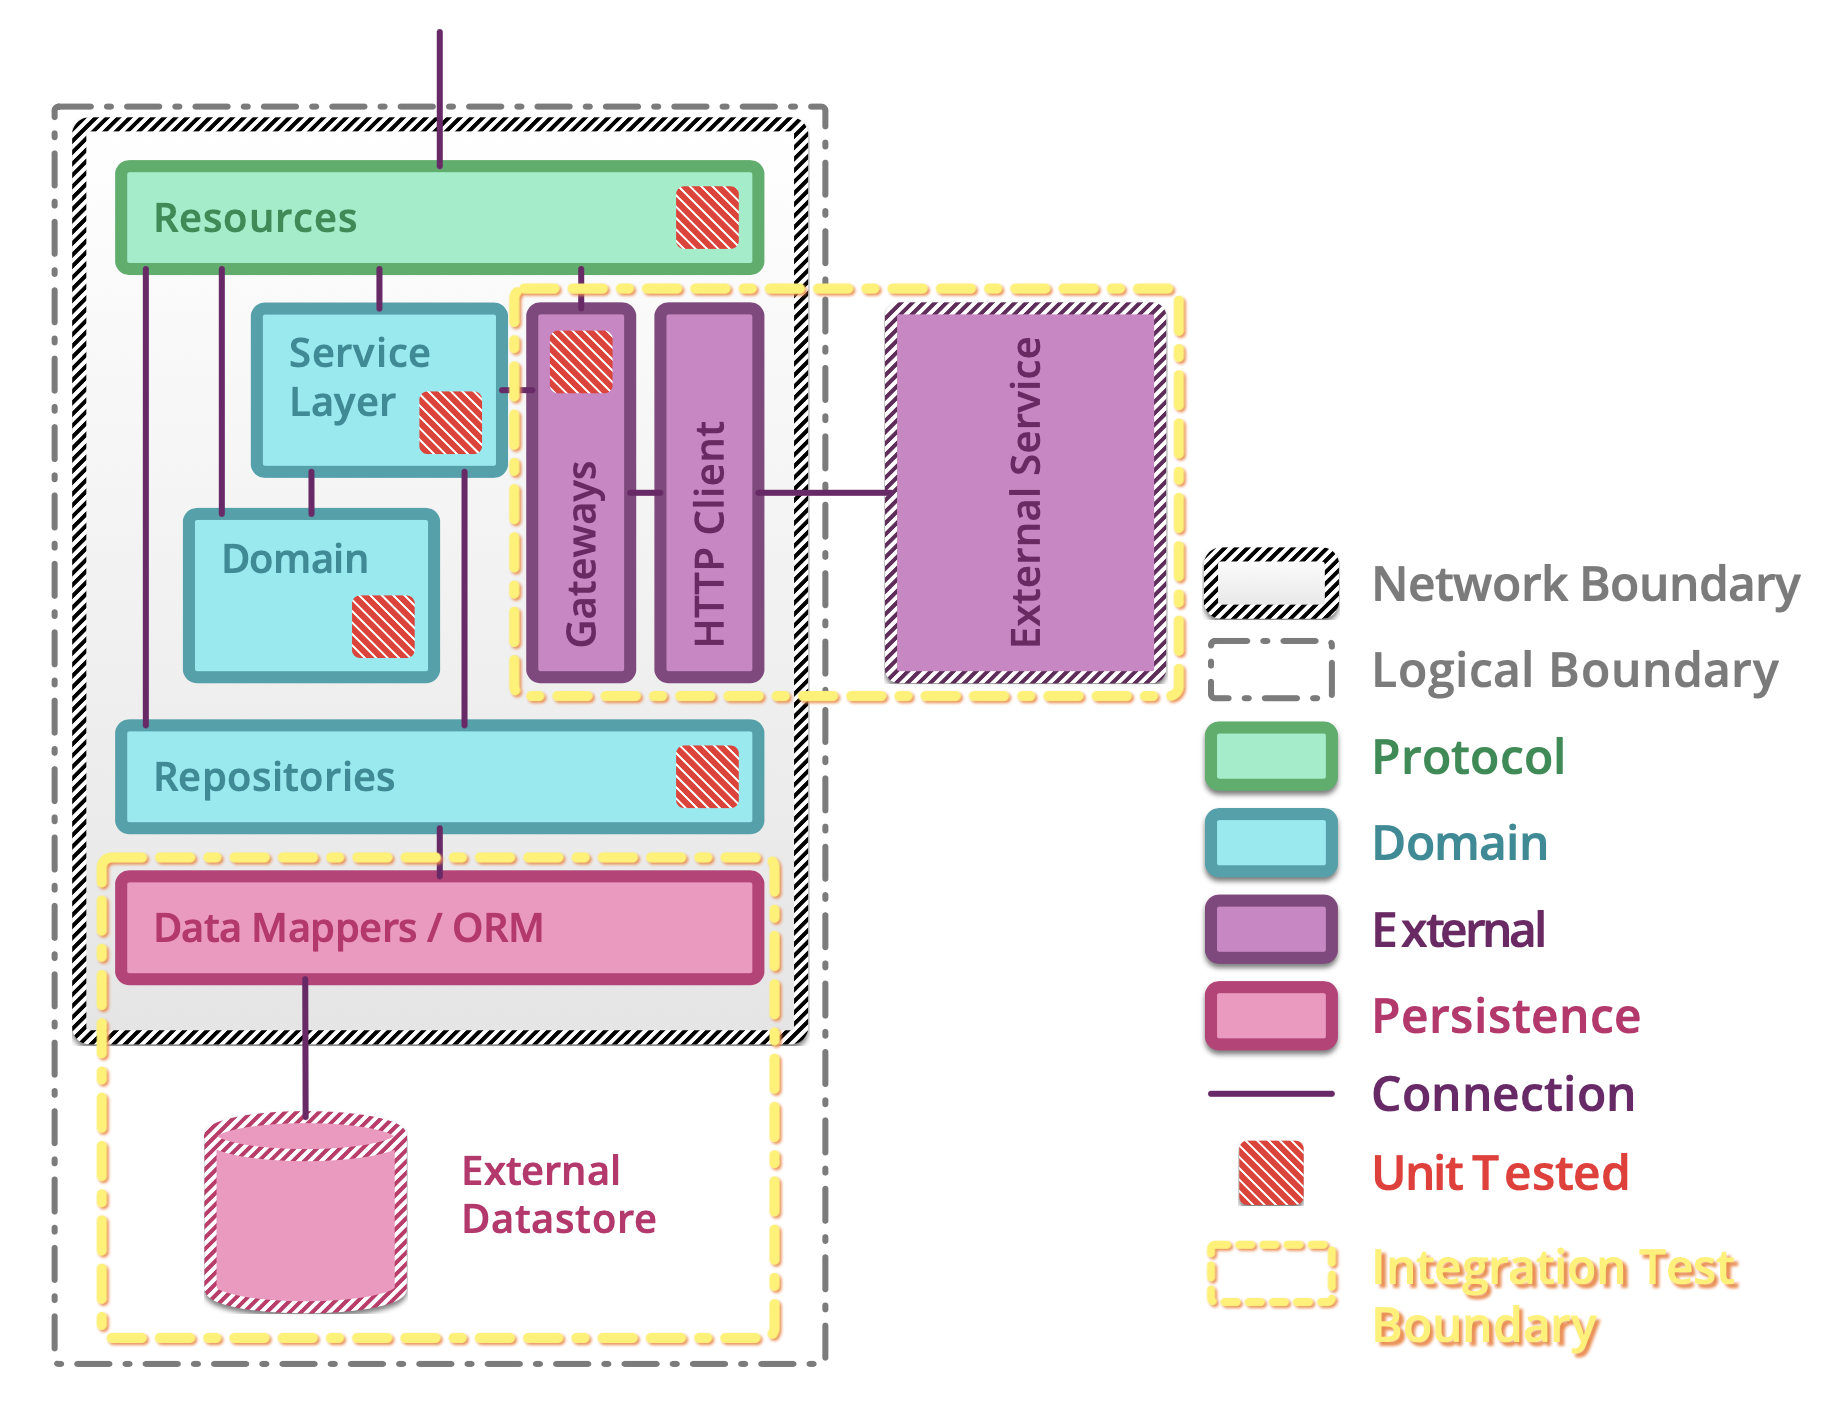 Resources
Service
Layer
Domain
Gateways
HTTP Client
External Service
Repositories
Data Mappers / ORM
External
Datastore
Network Boundary
Logical Boundary
Protocol
Domain
External
Persistence
Connection
Unit Tested
Integration Test
Boundary